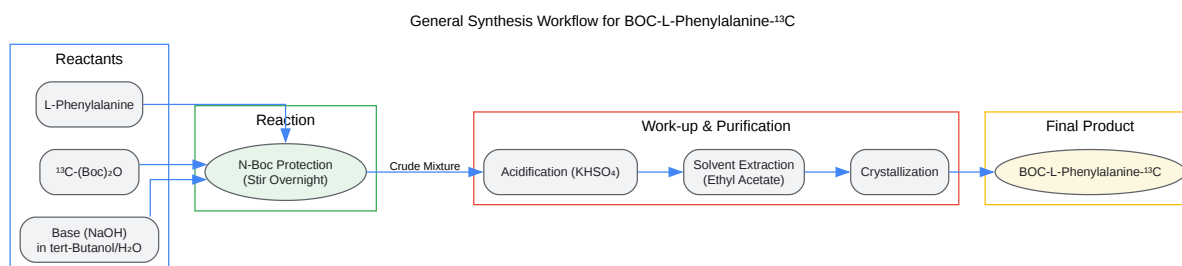 General Synthesis Workflow for BOC-L-Phenylalanine-¹³C
Reactants
L-Phenylalanine
¹³C-(Boc)₂O
Base (NaOH)
in tert-Butanol/H₂O
Reaction
N-Boc Protection
(Stir Overnight)
Crude Mixture
Work-up & Purification
Acidification (KHSO₄)
Solvent Extraction
(Ethyl Acetate)
Crystallization
Final Product
BOC-L-Phenylalanine-¹³C